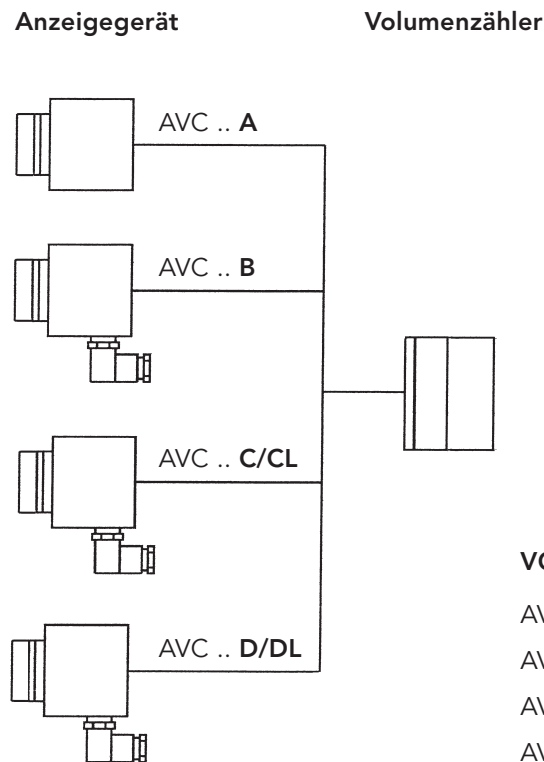 Anzeigegerät Volumenzähler
AVC .. A
AVC .. B
AVC .. C/CL
AVC .. D/DL